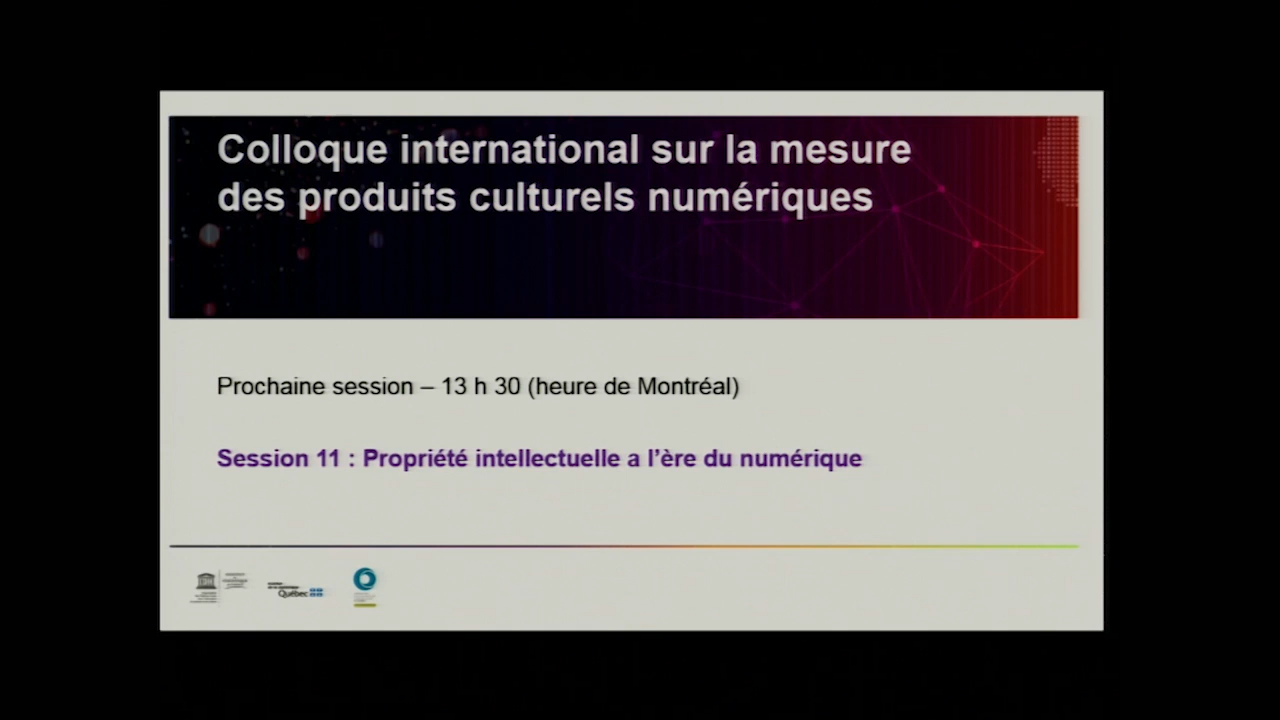 Colloque international sur la mesure
des produits culturels numériques
Prochaine session – 13 h 30 (heure de Montréal)
Session 11 : Propriété intellectuelle a l’ère du numérique
Québec